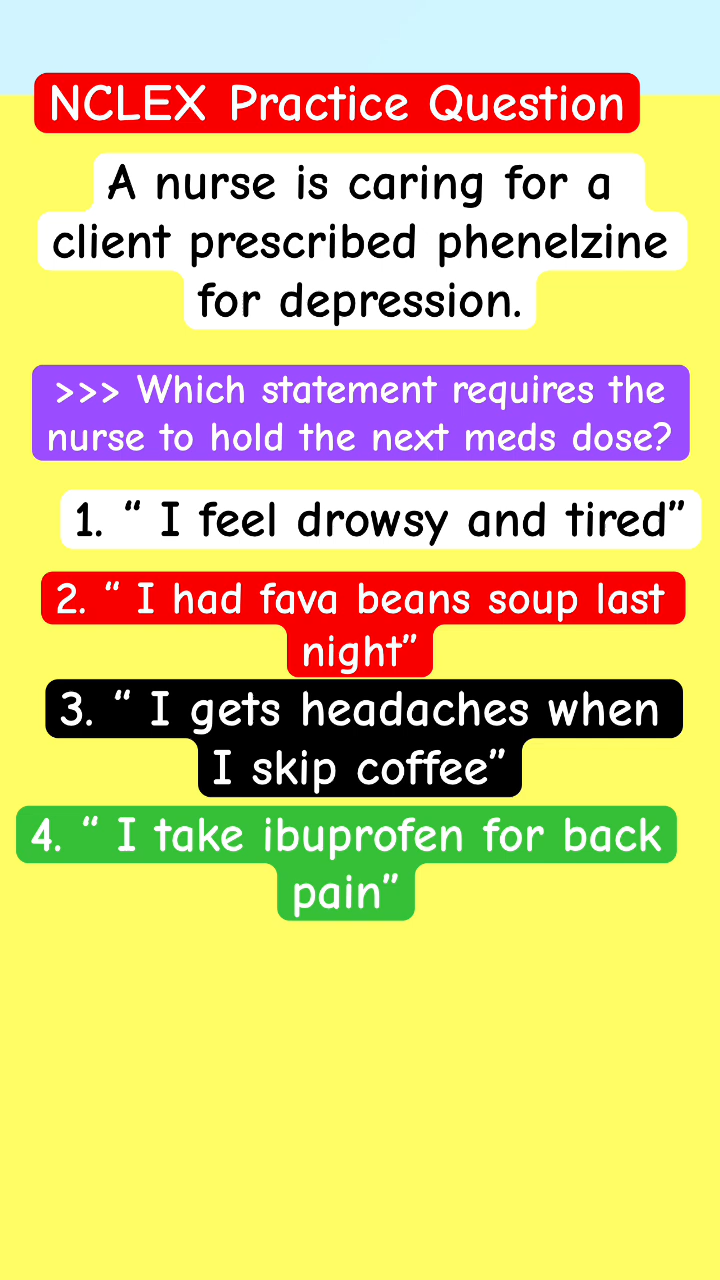 NCLEX Practice Question
A nurse is caring for a
client prescribed phenelzine
for depression.
>>> Which statement requires the
nurse to hold the next meds dose?
1. “ I feel drowsy and tired”
2. “ I had fava beans soup last
night”
3. “ I gets headaches when
I skip coffee”
4. “ I take ibuprofen for back
pain”